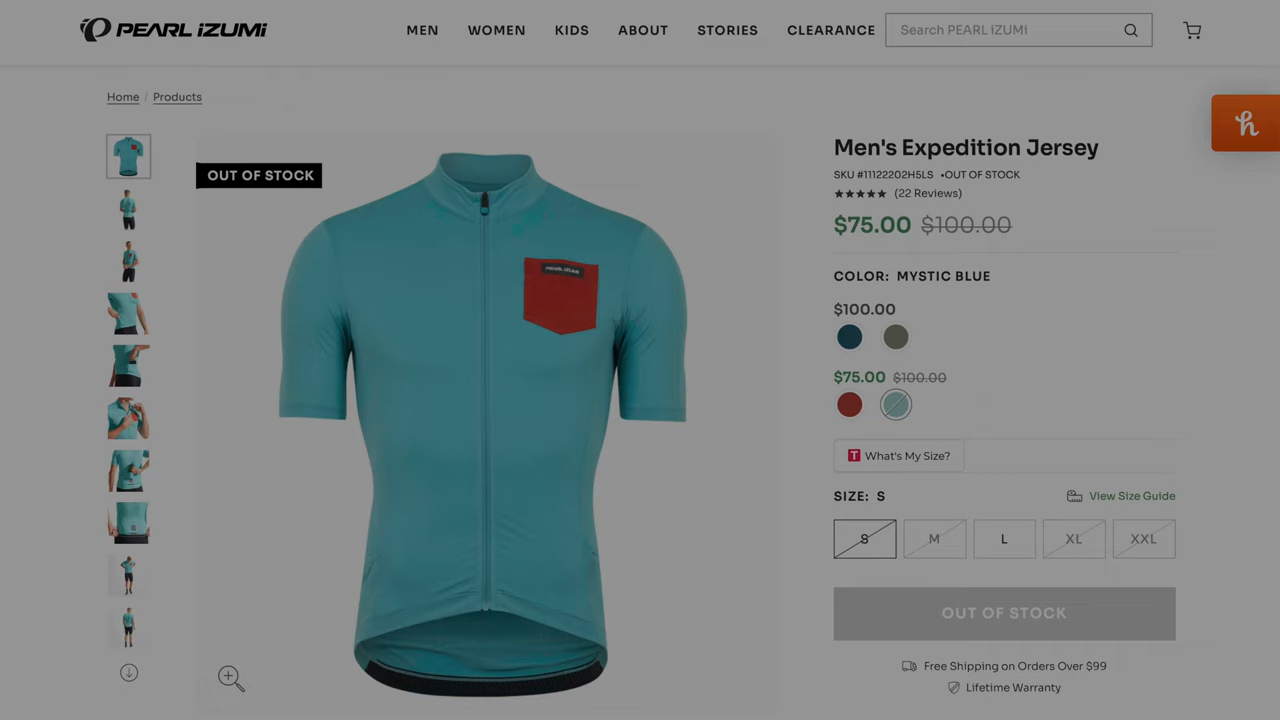 PEARL iZUMi
MEN WOMEN KIDS ABOUT STORIES CLEARANCE
Search PEARL iZUMi
Home / Products
OUT OF STOCK
PEARL iZUMi
Men's Expedition Jersey
SKU #11122202H5LS •OUT OF STOCK
★★★★★ (22 Reviews)
$75.00 $100.00
COLOR: MYSTIC BLUE
$100.00
$75.00 $100.00
T What's My Size?
SIZE: S
View Size Guide
S M L XL XXL
OUT OF STOCK
Free Shipping on Orders Over $99
Lifetime Warranty